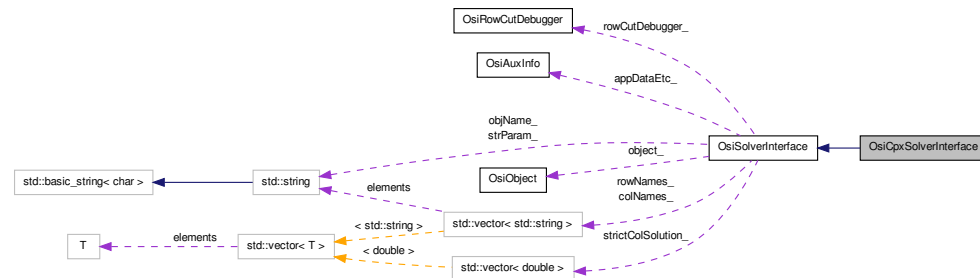 OsiRowCutDebugger
rowCutDebugger_
OsiAuxInfo
appDataEtc_
objName_
strParam_
OsiSolverInterface
OsiCpxSolverInterface
object_
std::basic_string< char >
std::string
OsiObject
elements
rowNames_
colNames_
< std::string >
std::vector< std::string >
T
elements
std::vector< T >
< double >
strictColSolution_
std::vector< double >